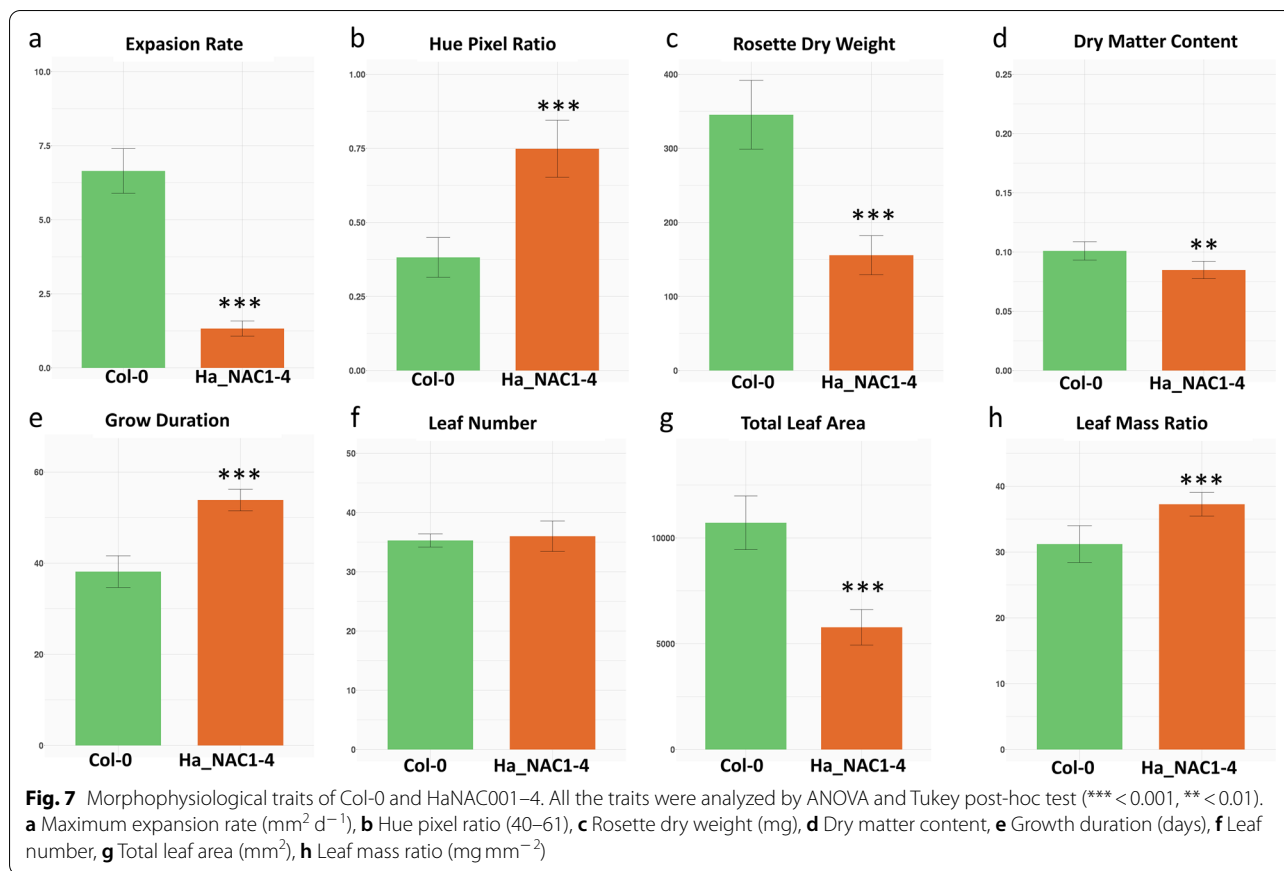 a Expasion Rate
10.0
7.5
5.0
2.5
0.0
***
Col-0 Ha_NAC1-4
b Hue Pixel Ratio
1.00
0.75
0.50
0.25
0.00
***
Col-0 Ha_NAC1-4
c Rosette Dry Weight
400
300
200
100
0
***
Col-0 Ha_NAC1-4
d Dry Matter Content
0.25
0.20
0.15
0.10
0.05
0.00
**
Col-0 Ha_NAC1-4
e Grow Duration
60
40
20
0
***
Col-0 Ha_NAC1-4
f Leaf Number
50
45
40
35
30
25
20
15
10
5
0
Col-0 Ha_NAC1-4
g Total Leaf Area
10000
5000
0
***
Col-0 Ha_NAC1-4
h Leaf Mass Ratio
40
30
20
10
0
***
Col-0 Ha_NAC1-4
Fig. 7 Morphophysiological traits of Col-0 and HaNAC001–4. All the traits were analyzed by ANOVA and Tukey post-hoc test (*** < 0.001, ** < 0.01).
a Maximum expansion rate (mm² d⁻¹), b Hue pixel ratio (40–61), c Rosette dry weight (mg), d Dry matter content, e Growth duration (days), f Leaf
number, g Total leaf area (mm²), h Leaf mass ratio (mg mm⁻²)